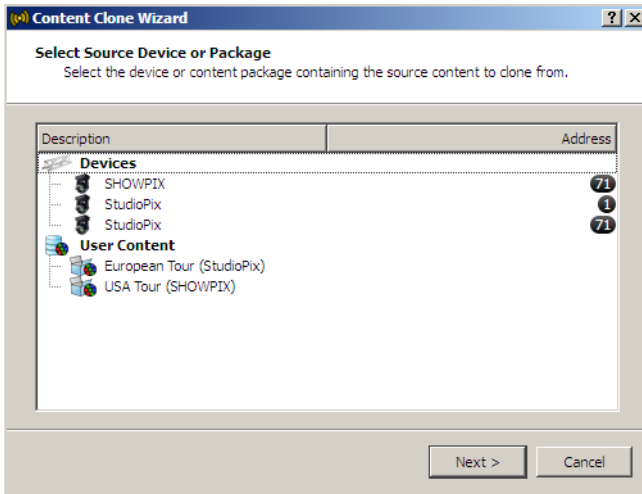 Content Clone Wizard
Select Source Device or Package
Select the device or content package containing the source content to clone from.
Description Address
Devices
SHOWPIX 71
StudioPix 1
StudioPix 71
User Content
European Tour (StudioPix)
USA Tour (SHOWPIX)
Next > Cancel